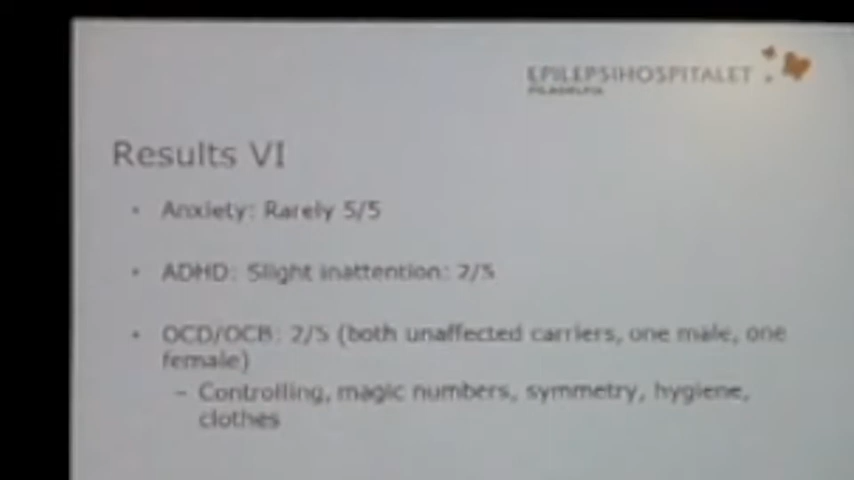 EPILEPSIHOSPITALET
FILADELFIA
Results VI
• Anxiety: Rarely 5/5
• ADHD: Slight inattention: 2/5
• OCD/OCB: 2/5 (both unaffected carriers, one male, one
female)
– Controlling, magic numbers, symmetry, hygiene,
clothes